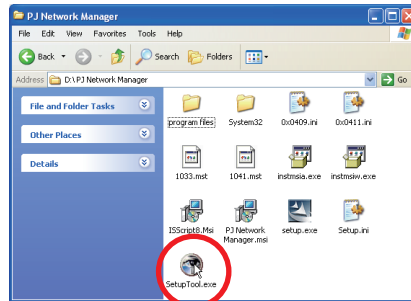 PJ Network Manager
File Edit View Favorites Tools Help
Back Search Folders
Address D:\PJ Network Manager Go
File and Folder Tasks
Other Places
Details
program files System32 0x0409.ini 0x0411.ini
1033.mst 1041.mst instmsia.exe instmsiw.exe
ISScript8.Msi PJ Network Manager.msi setup.exe Setup.ini
SetupTool.exe